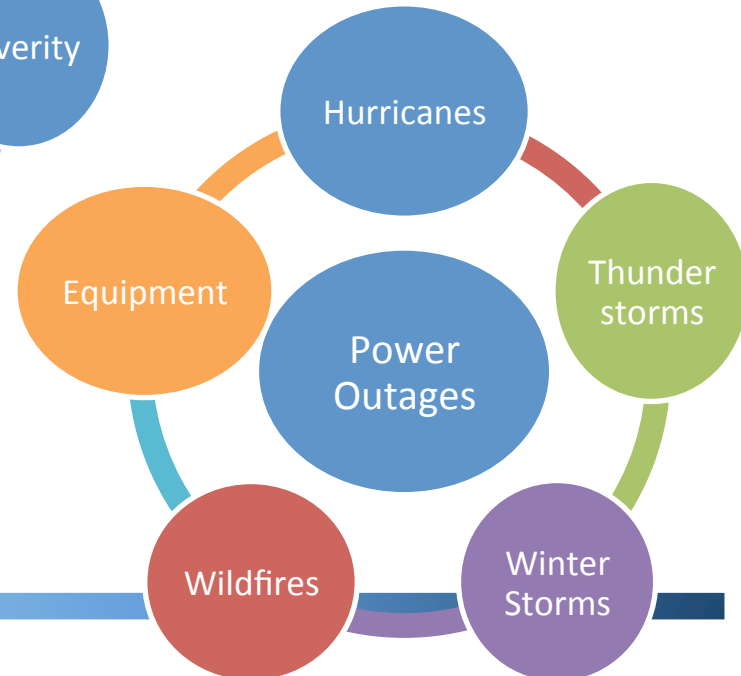 verity
Hurricanes
Thunder
storms
Equipment
Power
Outages
Winter
Storms
Wildfires